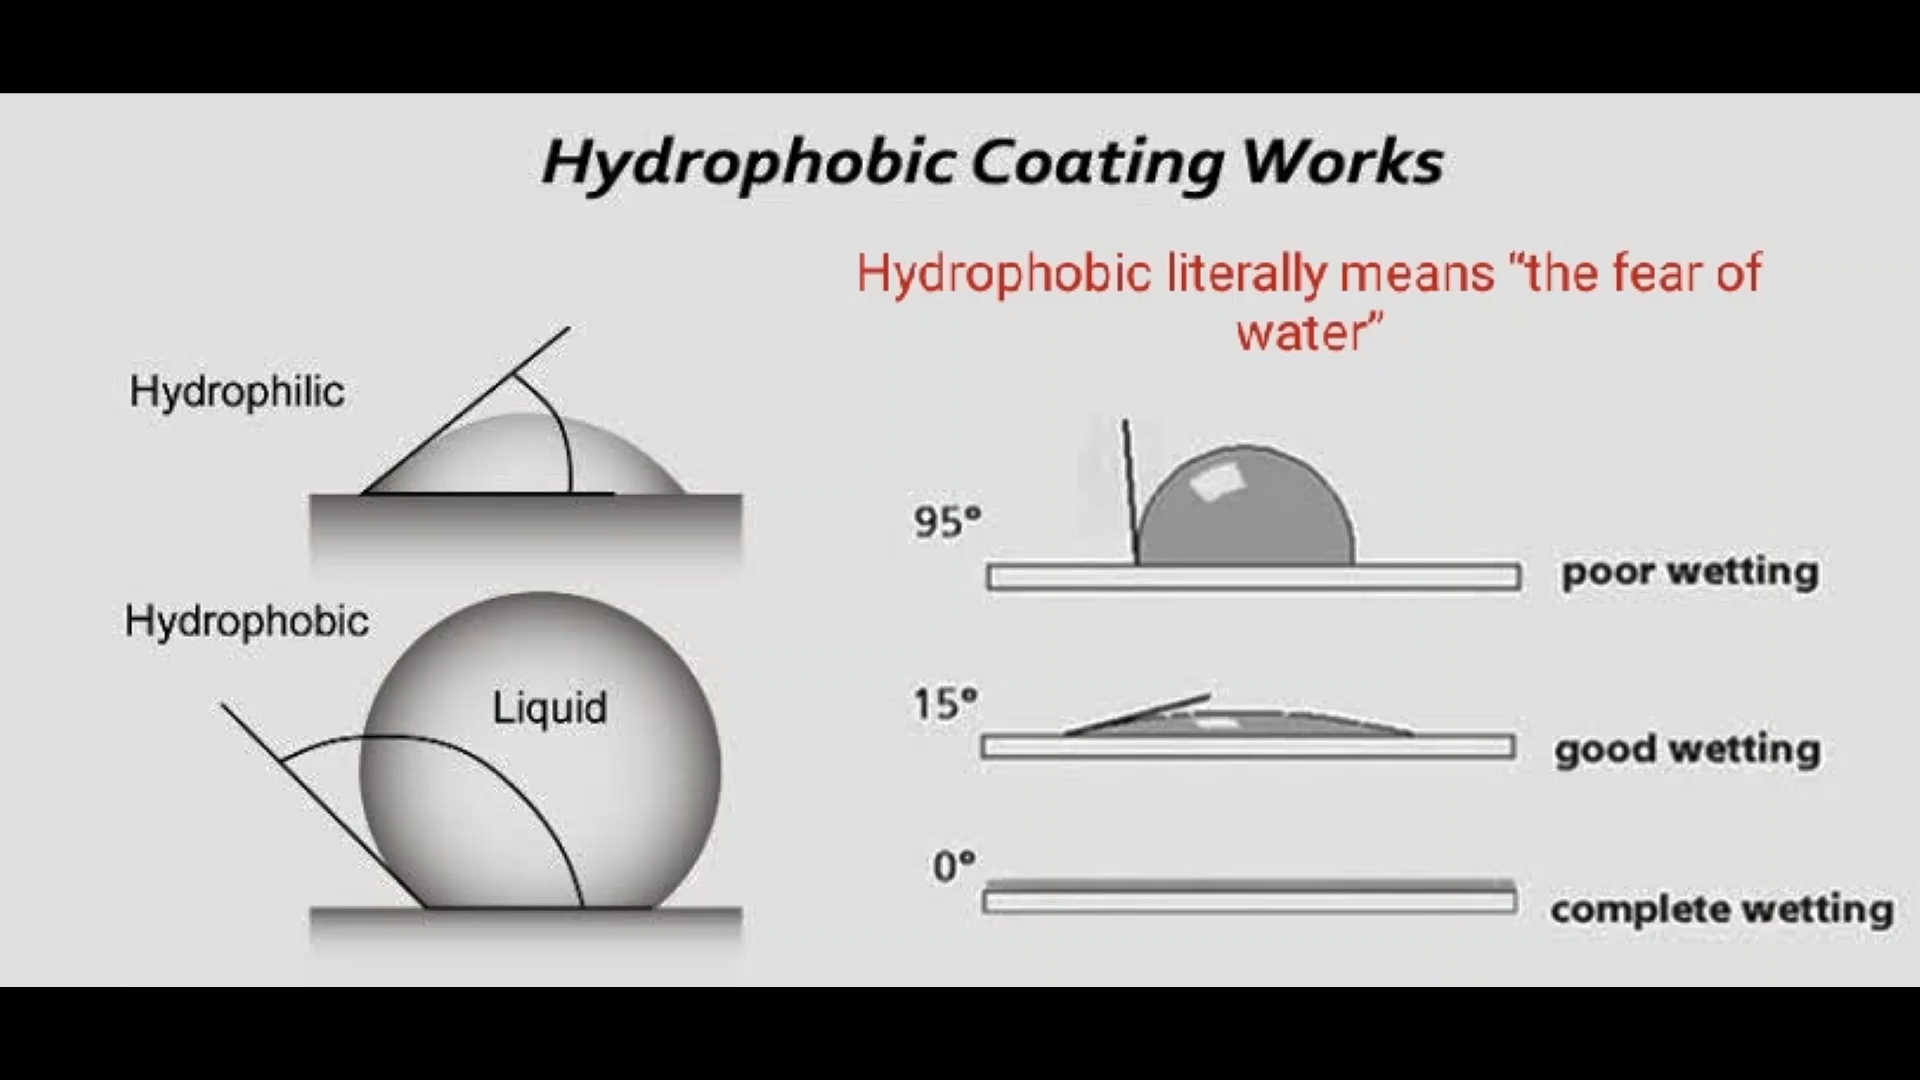 Hydrophobic Coating Works
Hydrophobic literally means “the fear of
water”
Hydrophilic
Hydrophobic
Liquid
95°
poor wetting
15°
good wetting
0°
complete wetting